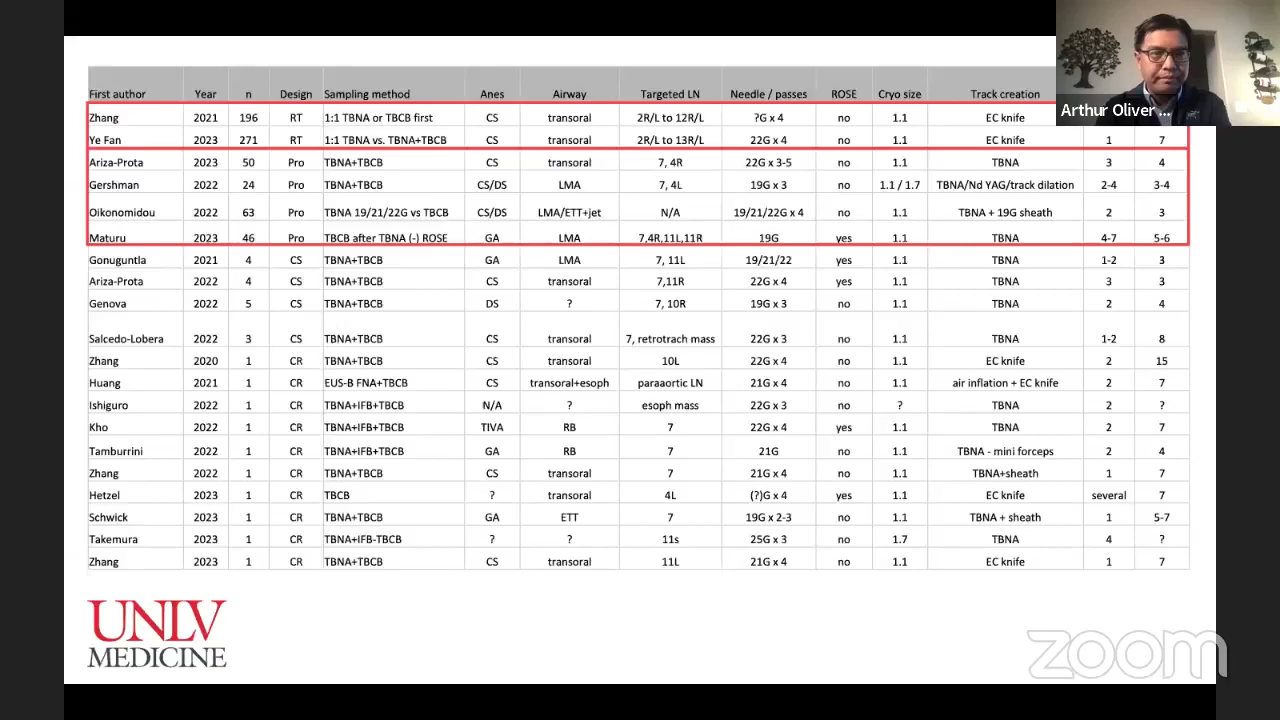 Arthur Oliver ...
First author Year n Design Sampling method Anes Airway Targeted LN Needle / passes ROSE Cryo size Track creation
Zhang 2021 196 RT 1:1 TBNA or TBCB first CS transoral 2R/L to 12R/L ?G x 4 no 1.1 EC knife
Ye Fan 2023 271 RT 1:1 TBNA vs. TBNA+TBCB CS transoral 2R/L to 13R/L 22G x 4 no 1.1 EC knife 1 7
Ariza-Prota 2023 50 Pro TBNA+TBCB CS transoral 7, 4R 22G x 3-5 no 1.1 TBNA 3 4
Gershman 2022 24 Pro TBNA+TBCB CS/DS LMA 7, 4L 19G x 3 no 1.1 / 1.7 TBNA/Nd YAG/track dilation 2-4 3-4
Oikonomidou 2022 63 Pro TBNA 19/21/22G vs TBCB CS/DS LMA/ETT+jet N/A 19/21/22G x 4 no 1.1 TBNA + 19G sheath 2 3
Maturu 2023 46 Pro TBCB after TBNA (-) ROSE GA LMA 7,4R,11L,11R 19G yes 1.1 TBNA 4-7 5-6
Gonuguntla 2021 4 CS TBNA+TBCB GA LMA 7, 11L 19/21/22 yes 1.1 TBNA 1-2 3
Ariza-Prota 2022 4 CS TBNA+TBCB CS transoral 7,11R 22G x 4 yes 1.1 TBNA 3 3
Genova 2022 5 CS TBNA+TBCB DS ? 7, 10R 19G x 3 no 1.1 TBNA 2 4
Salcedo-Lobera 2022 3 CS TBNA+TBCB CS transoral 7, retrotrach mass 22G x 3 no 1.1 TBNA 1-2 8
Zhang 2020 1 CR TBNA+TBCB CS transoral 10L 22G x 4 no 1.1 EC knife 2 15
Huang 2021 1 CR EUS-B FNA+TBCB CS transoral+esoph paraaortic LN 21G x 4 no 1.1 air inflation + EC knife 2 7
Ishiguro 2022 1 CR TBNA+IFB+TBCB N/A ? esoph mass 22G x 3 no ? TBNA 2 ?
Kho 2022 1 CR TBNA+IFB+TBCB TIVA RB 7 22G x 4 yes 1.1 TBNA 2 7
Tamburrini 2022 1 CR TBNA+IFB+TBCB GA RB 7 21G no 1.1 TBNA - mini forceps 2 4
Zhang 2022 1 CR TBNA+TBCB CS transoral 7 21G x 4 no 1.1 TBNA+sheath 1 7
Hetzel 2023 1 CR TBCB ? transoral 4L (?)G x 4 yes 1.1 EC knife several 7
Schwick 2023 1 CR TBNA+TBCB GA ETT 7 19G x 2-3 no 1.1 TBNA + sheath 1 5-7
Takemura 2023 1 CR TBNA+IFB-TBCB ? ? 11s 25G x 3 no 1.7 TBNA 4 ?
Zhang 2023 1 CR TBNA+TBCB CS transoral 11L 21G x 4 no 1.1 EC knife 1 7
UNLV
MEDICINE
zoom